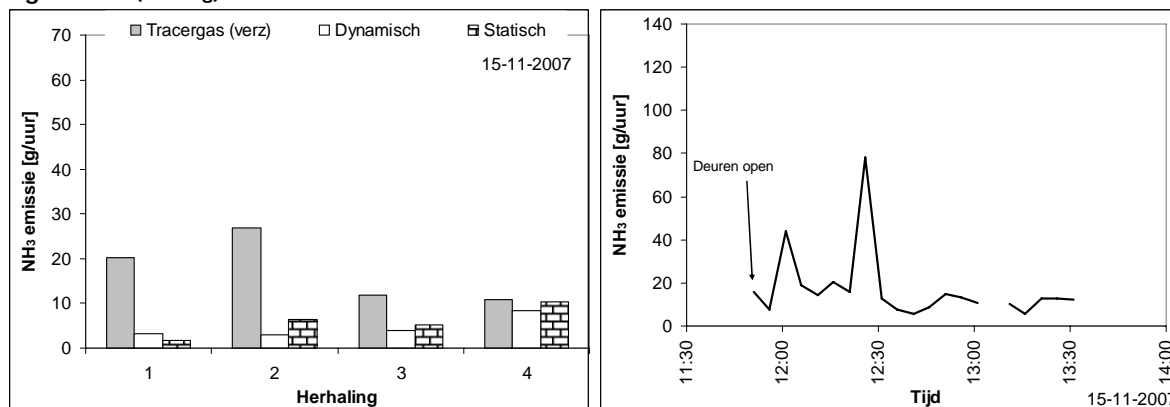 Tracergas (verz) Dynamisch Statisch
15-11-2007
NH3 emissie [g/uur]
70
60
50
40
30
20
10
0
1 2 3 4
Herhaling
NH3 emissie [g/uur]
140
120
100
80
60
40
20
0
Deuren open
11:30 12:00 12:30 13:00 13:30 14:00
Tijd
15-11-2007